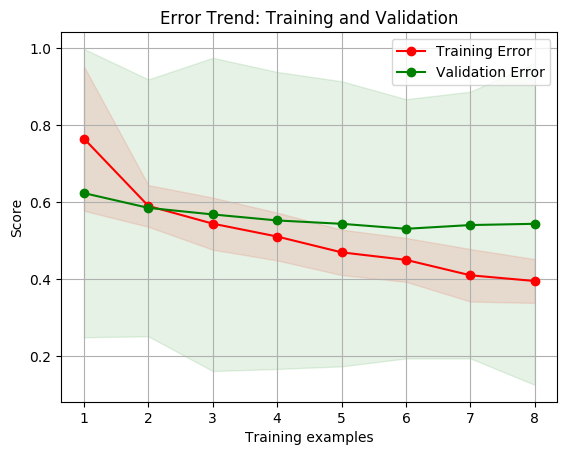 Error Trend: Training and Validation
Training Error
Validation Error
1.0
0.8
0.6
0.4
0.2
Score
1 2 3 4 5 6 7 8
Training examples